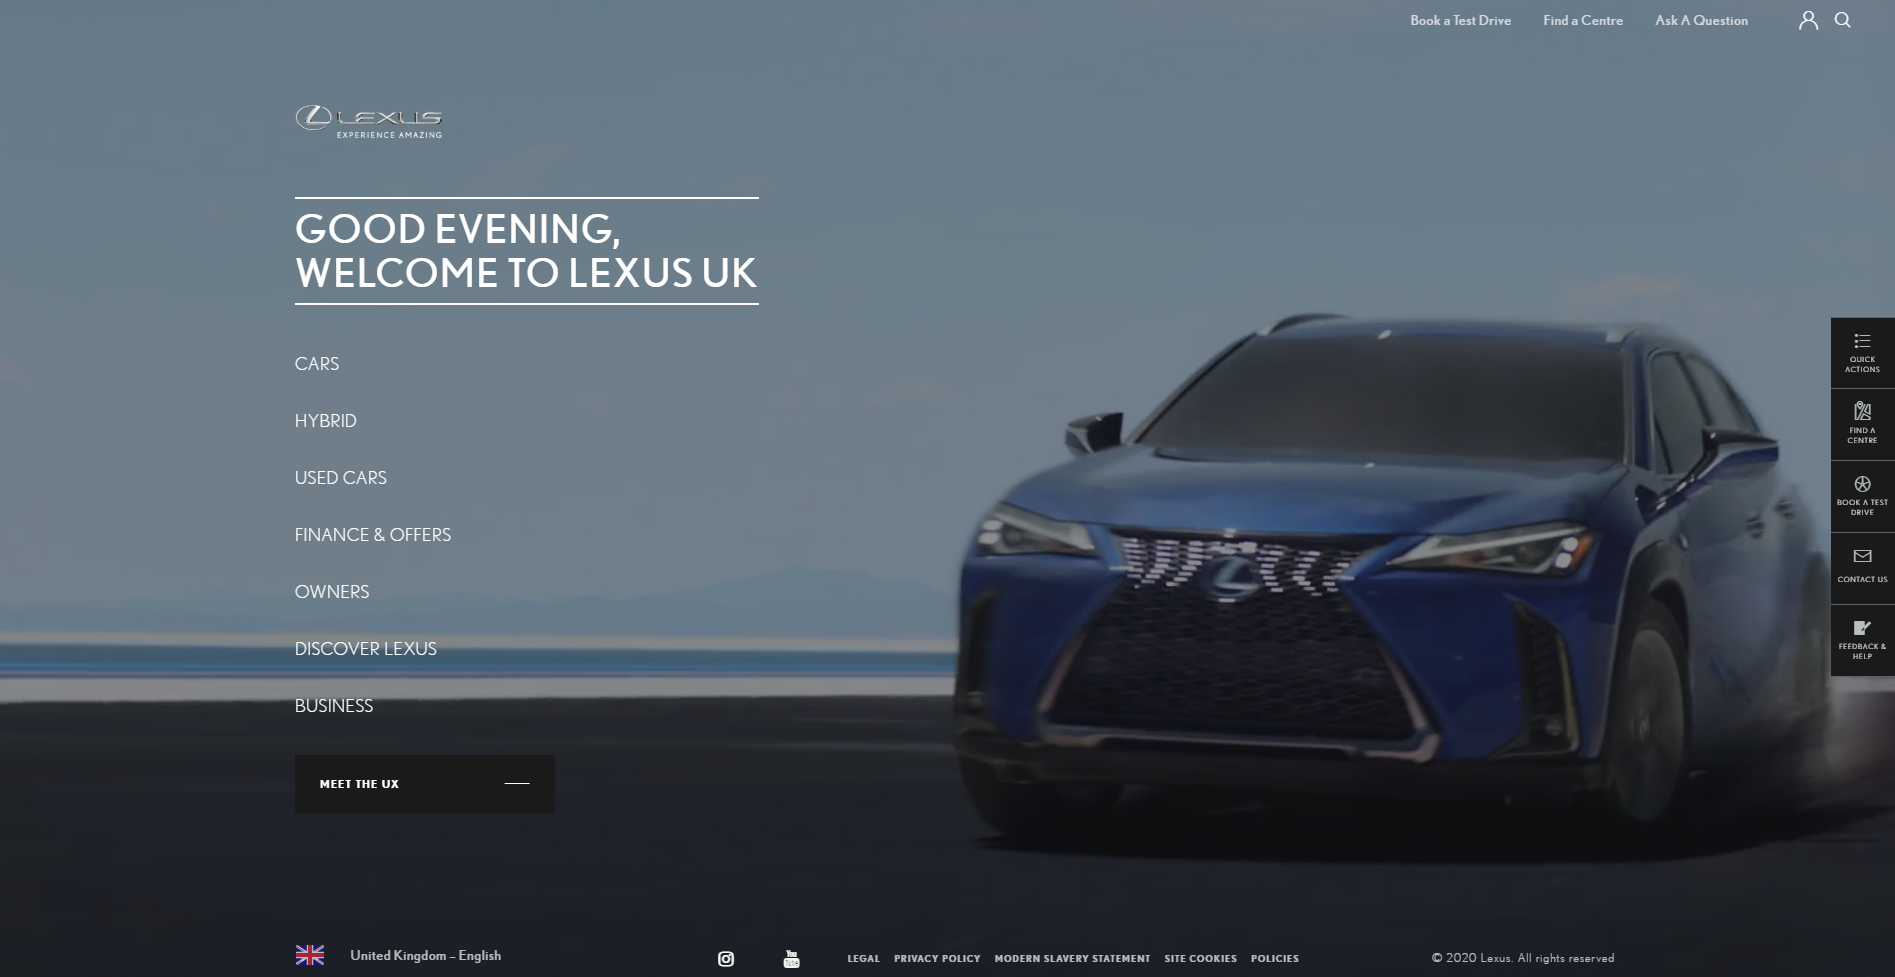 Book a Test Drive
Find a Centre
Ask A Question
LEXUS
EXPERIENCE AMAZING
GOOD EVENING,
WELCOME TO LEXUS UK
CARS
HYBRID
USED CARS
FINANCE & OFFERS
OWNERS
DISCOVER LEXUS
BUSINESS
MEET THE UX
QUICK
ACTIONS
FIND A
CENTRE
BOOK A TEST
DRIVE
CONTACT US
FEEDBACK &
HELP
United Kingdom – English
You
Tube
LEGAL
PRIVACY POLICY
MODERN SLAVERY STATEMENT
SITE COOKIES
POLICIES
© 2020 Lexus. All rights reserved